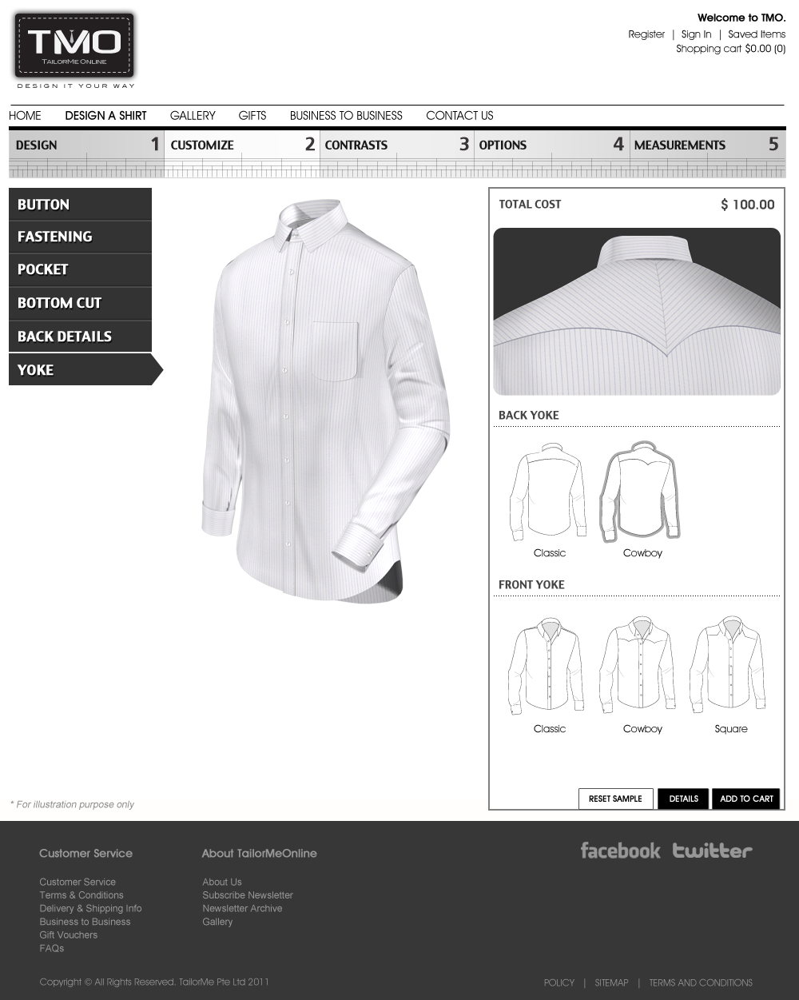 TMO
TAILORME ONLINE
DESIGN IT YOUR WAY
Welcome to TMO.
Register | Sign In | Saved Items
Shopping cart $0.00 (0)
HOME DESIGN A SHIRT GALLERY GIFTS BUSINESS TO BUSINESS CONTACT US
DESIGN 1 CUSTOMIZE 2 CONTRASTS 3 OPTIONS 4 MEASUREMENTS 5
BUTTON
FASTENING
POCKET
BOTTOM CUT
BACK DETAILS
YOKE
TOTAL COST $ 100.00
BACK YOKE
Classic Cowboy
FRONT YOKE
Classic Cowboy Square
RESET SAMPLE DETAILS ADD TO CART
* For illustration purpose only
Customer Service
Customer Service
Terms & Conditions
Delivery & Shipping Info
Business to Business
Gift Vouchers
FAQs
About TailorMeOnline
About Us
Subscribe Newsletter
Newsletter Archive
Gallery
facebook twitter
Copyright © All Rights Reserved. TailorMe Pte Ltd 2011
POLICY | SITEMAP | TERMS AND CONDITIONS